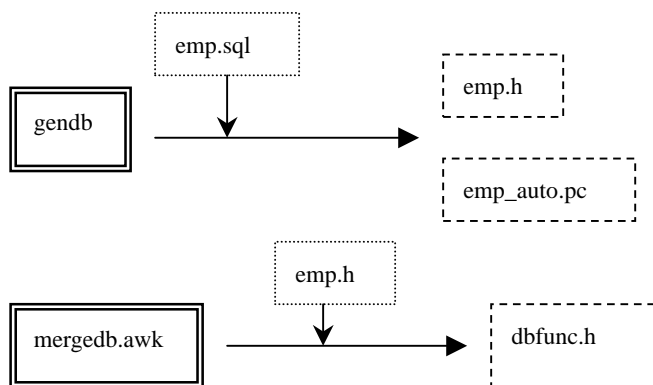 emp.sql
emp.h
gendb
emp_auto.pc
emp.h
mergedb.awk
dbfunc.h